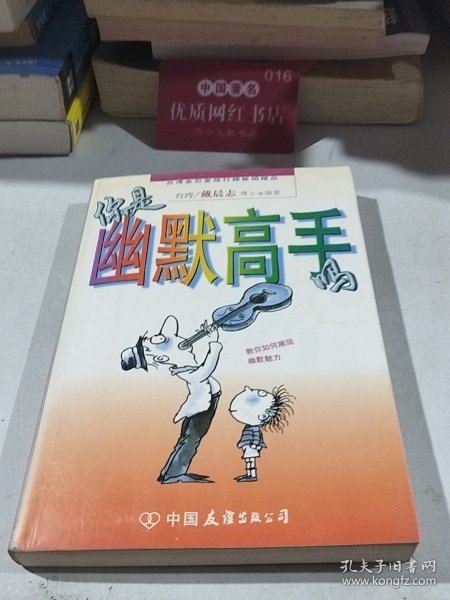 016
中国著名
优质网红书店
台湾金石堂排行榜畅销精品
台湾/戴晨志 博士★编著
你是
幽默高手
吗
教你如何展现
幽默魅力
中国友谊出版公司
孔夫子旧书网
www.kongfz.com